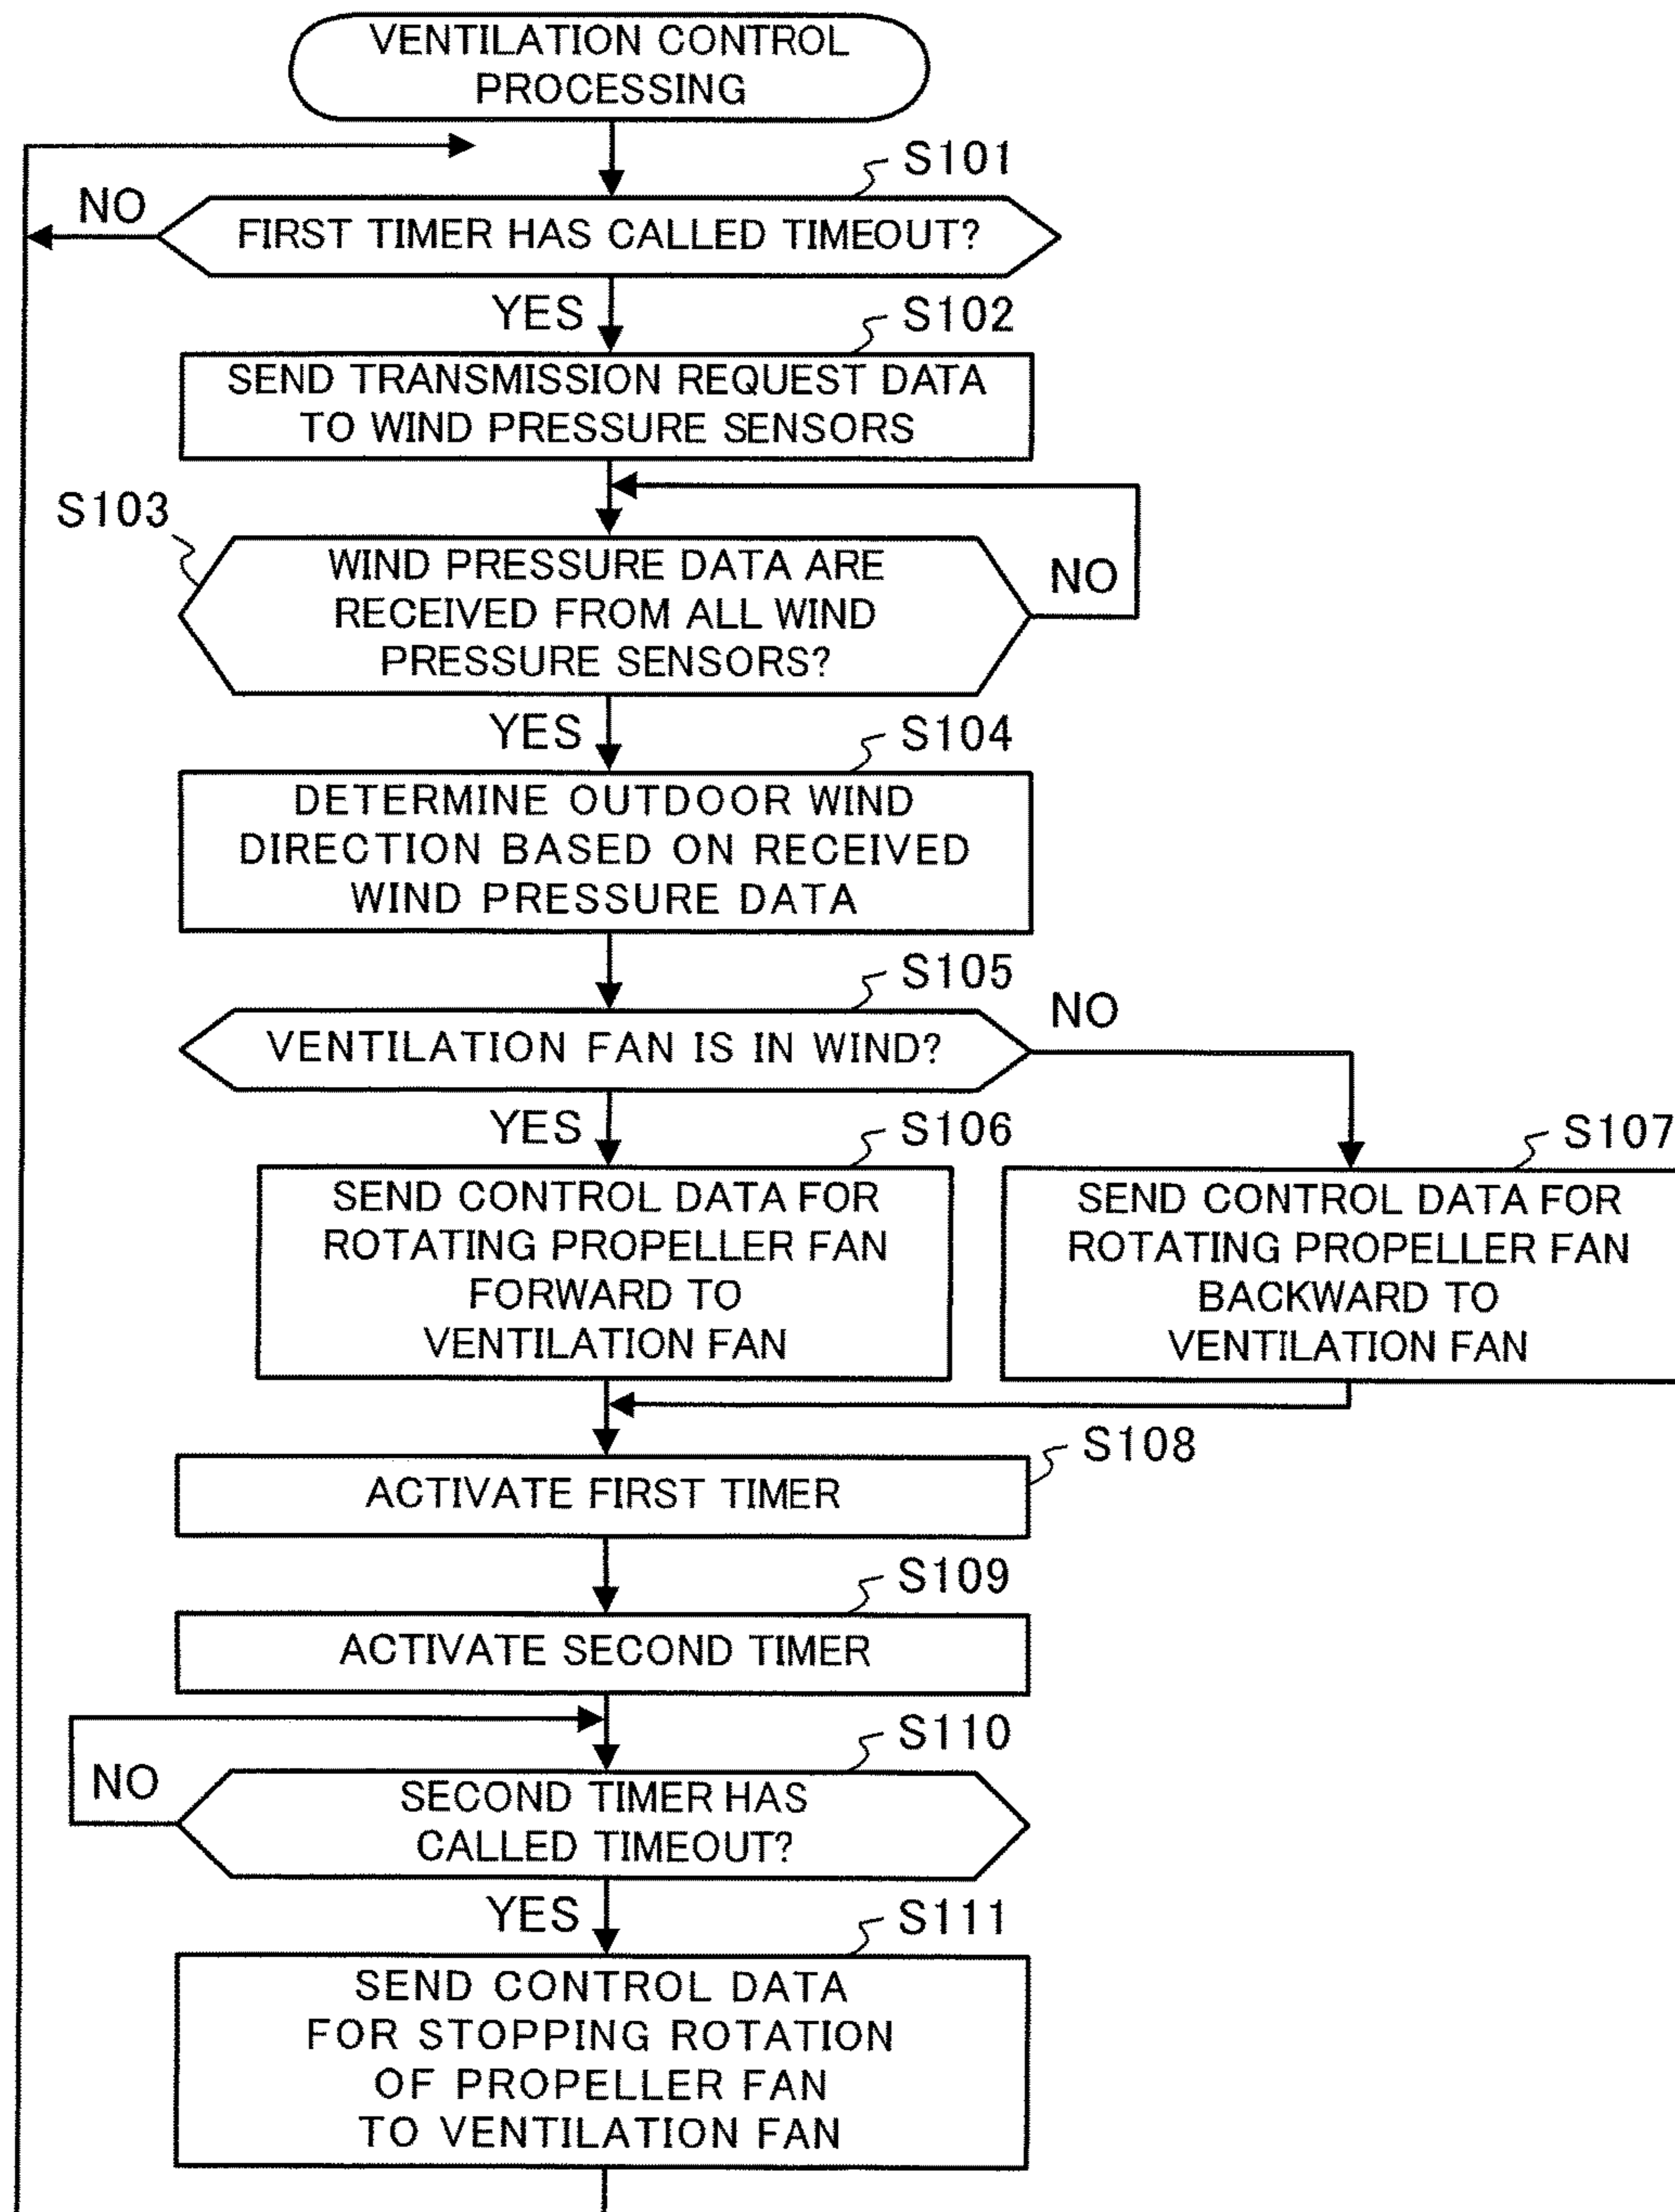 VENTILATION CONTROL
PROCESSING
S101
NO
FIRST TIMER HAS CALLED TIMEOUT?
YES
S102
SEND TRANSMISSION REQUEST DATA
TO WIND PRESSURE SENSORS
S103
WIND PRESSURE DATA ARE
RECEIVED FROM ALL WIND
PRESSURE SENSORS?
NO
YES
S104
DETERMINE OUTDOOR WIND
DIRECTION BASED ON RECEIVED
WIND PRESSURE DATA
S105
VENTILATION FAN IS IN WIND?
NO
YES
S106
SEND CONTROL DATA FOR
ROTATING PROPELLER FAN
FORWARD TO
VENTILATION FAN
S107
SEND CONTROL DATA FOR
ROTATING PROPELLER FAN
BACKWARD TO
VENTILATION FAN
S108
ACTIVATE FIRST TIMER
S109
ACTIVATE SECOND TIMER
S110
NO
SECOND TIMER HAS
CALLED TIMEOUT?
YES
S111
SEND CONTROL DATA
FOR STOPPING ROTATION
OF PROPELLER FAN
TO VENTILATION FAN